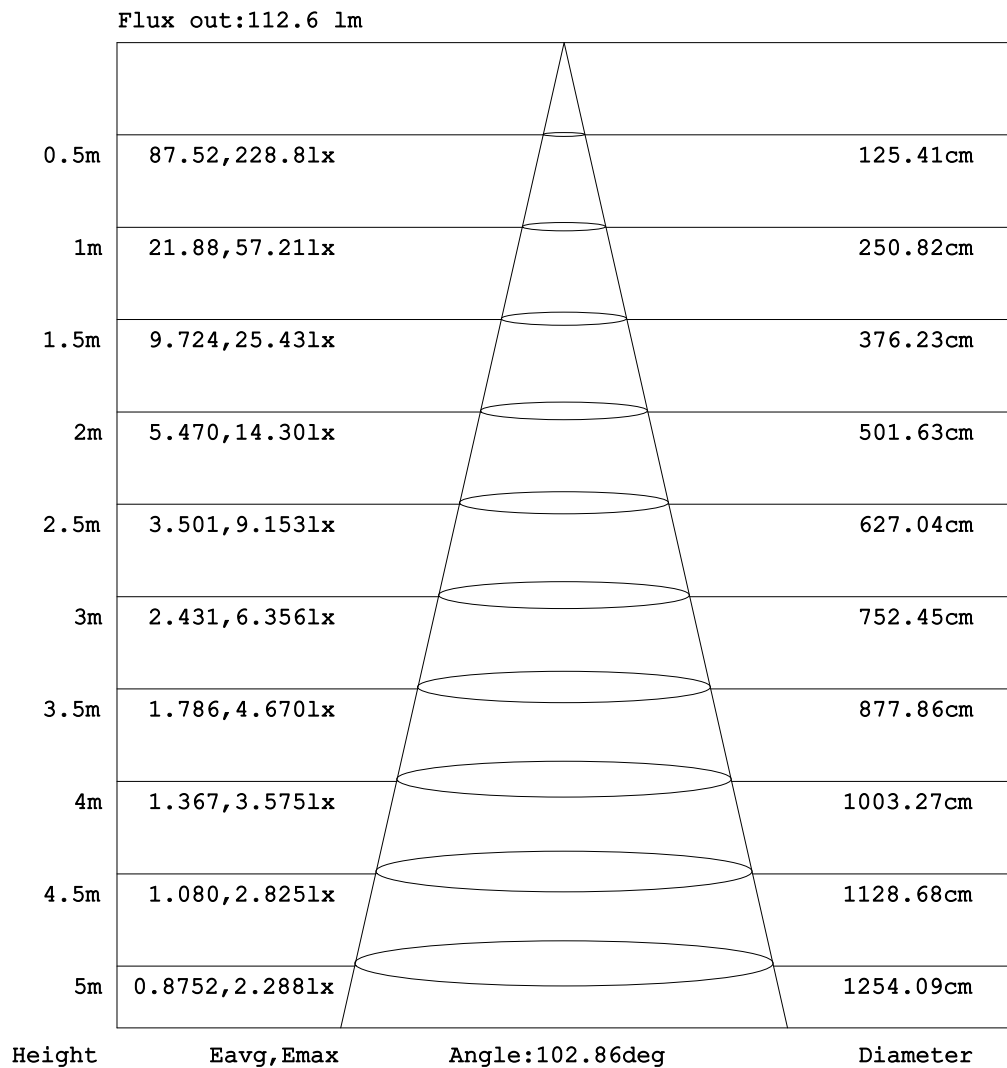 Flux out:112.6 lm
0.5m 87.52,228.8lx 125.41cm
1m 21.88,57.21lx 250.82cm
1.5m 9.724,25.43lx 376.23cm
2m 5.470,14.30lx 501.63cm
2.5m 3.501,9.153lx 627.04cm
3m 2.431,6.356lx 752.45cm
3.5m 1.786,4.670lx 877.86cm
4m 1.367,3.575lx 1003.27cm
4.5m 1.080,2.825lx 1128.68cm
5m 0.8752,2.288lx 1254.09cm
Height Eavg,Emax Angle:102.86deg Diameter